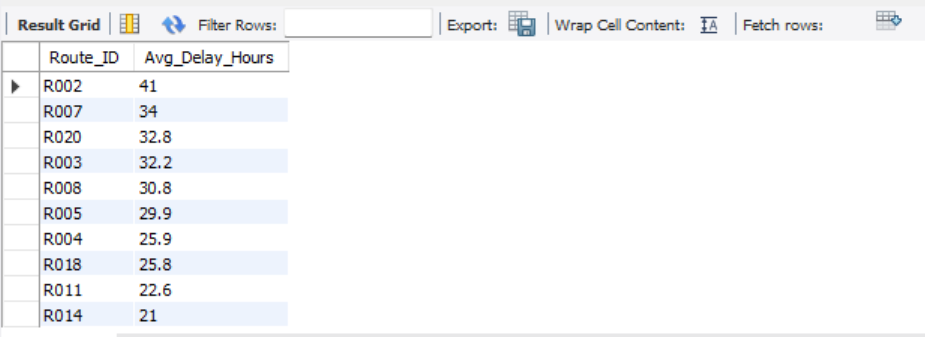 Result Grid Filter Rows: Export: Wrap Cell Content: IA Fetch rows:
Route_ID Avg_Delay_Hours
R002 41
R007 34
R020 32.8
R003 32.2
R008 30.8
R005 29.9
R004 25.9
R018 25.8
R011 22.6
R014 21